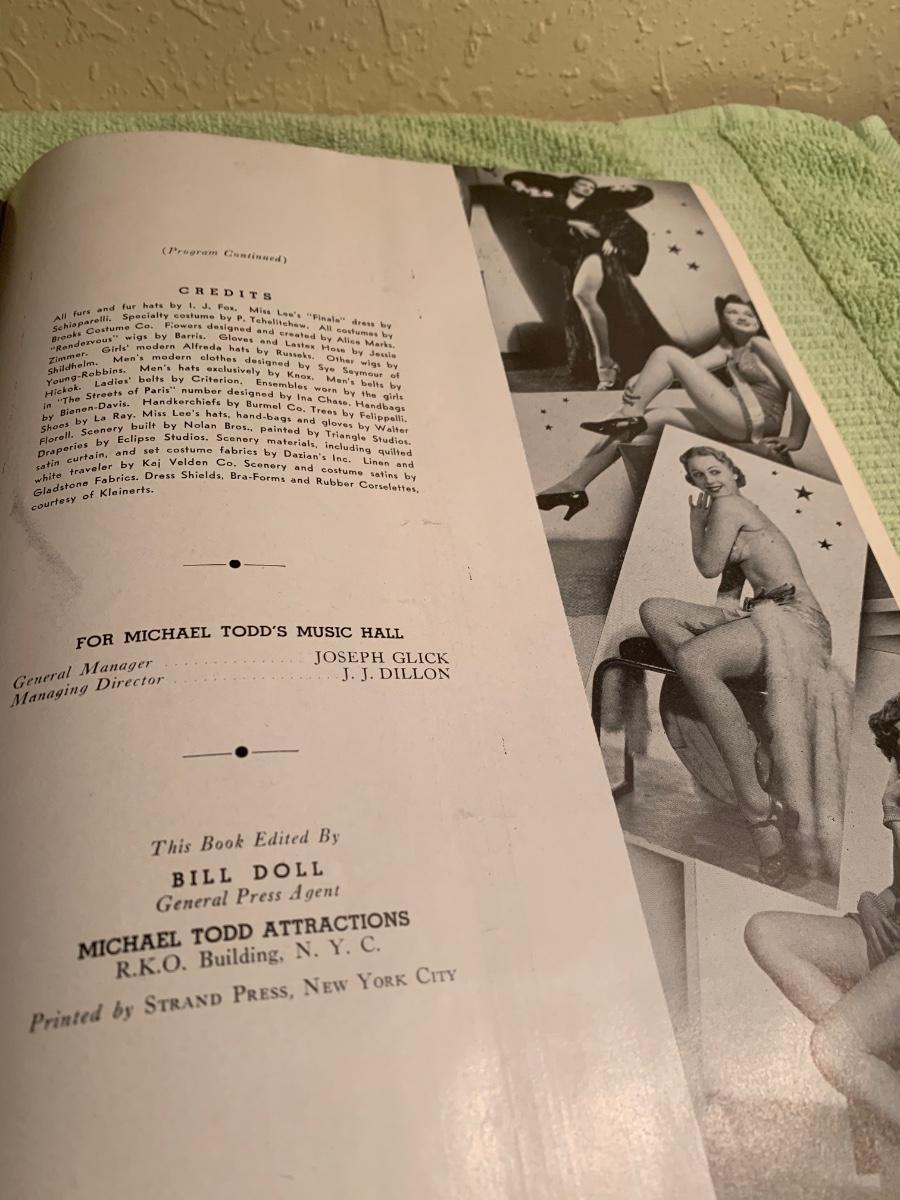 (Program Continued)
CREDITS
All furs and fur hats by I. J. Fox. Miss Lee's "Finale" dress by
Schiaparelli. Specialty costume by P. Tchelitchew. All costumes by
Brooks Costume Co. Flowers designed and created by Alice Marks.
"Rendezvous" wigs by Barris. Gloves and Lastex Hose by Jessie
Zimmer. Girls' modern Alfreda hats by Russeks. Other wigs by
Shildhelm. Men's modern clothes designed by Sye Seymour of
Young-Robbins. Men's hats exclusively by Knox. Men's belts by
Hickok. Ladies' belts by Criterion. Ensembles worn by the girls
in "The Streets of Paris" number designed by Ina Chase. Handbags
by Bienen-Davis. Handkerchiefs by Burmel Co. Trees by Felippelli.
Shoes by La Ray. Miss Lee's hats, hand-bags and gloves by Walter
Florell. Scenery built by Nolan Bros., painted by Triangle Studios.
Draperies by Eclipse Studios. Scenery materials, including quilted
satin curtain, and set costume fabrics by Dazian's Inc. Linen and
white traveler by Kaj Velden Co. Scenery and costume satins by
Gladstone Fabrics. Dress Shields, Bra-Forms and Rubber Corselettes,
courtesy of Kleinerts.
FOR MICHAEL TODD'S MUSIC HALL
General Manager . . . . . . . . . . . . . . JOSEPH GLICK
Managing Director . . . . . . . . . . . . . . . . J. J. DILLON
This Book Edited By
BILL DOLL
General Press Agent
MICHAEL TODD ATTRACTIONS
R.K.O. Building, N. Y. C.
Printed by STRAND PRESS, NEW YORK CITY